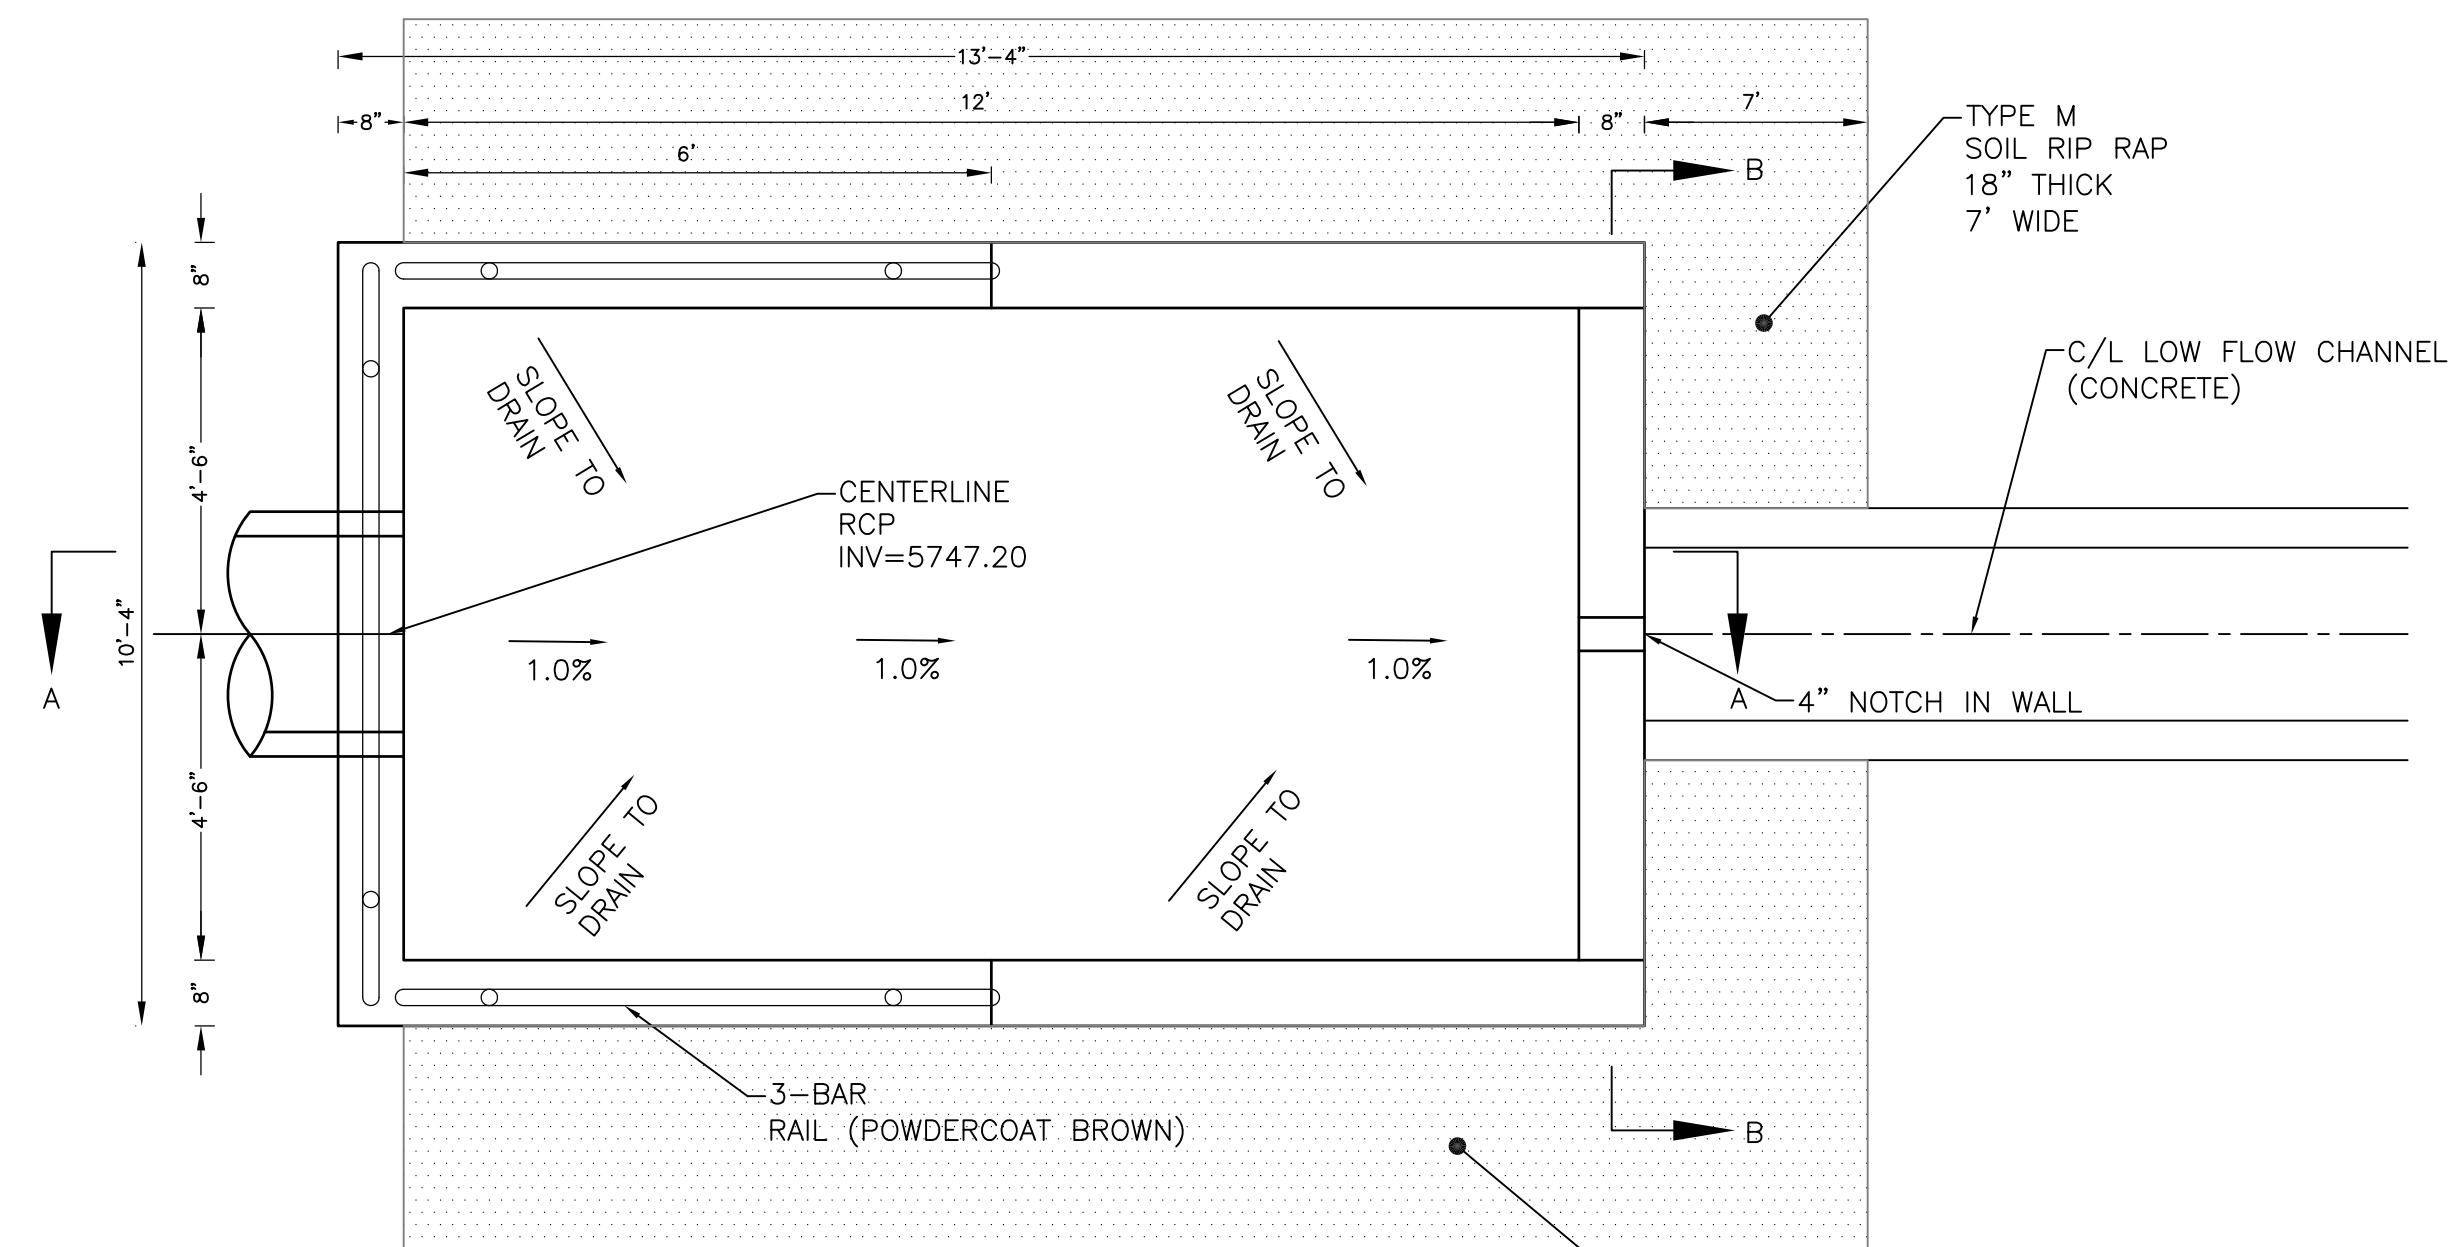 13'-4"
12'
7'
8"
8"
6'
TYPE M
SOIL RIP RAP
18" THICK
7' WIDE
B
8"
C/L LOW FLOW CHANNEL
(CONCRETE)
SLOPE TO
DRAIN
SLOPE TO
DRAIN
4'-6"
CENTERLINE
RCP
INV=5747.20
10'-4"
1.0%
1.0%
1.0%
A
A
4" NOTCH IN WALL
4'-6"
SLOPE TO
DRAIN
SLOPE TO
DRAIN
8"
3-BAR
RAIL (POWDERCOAT BROWN)
B